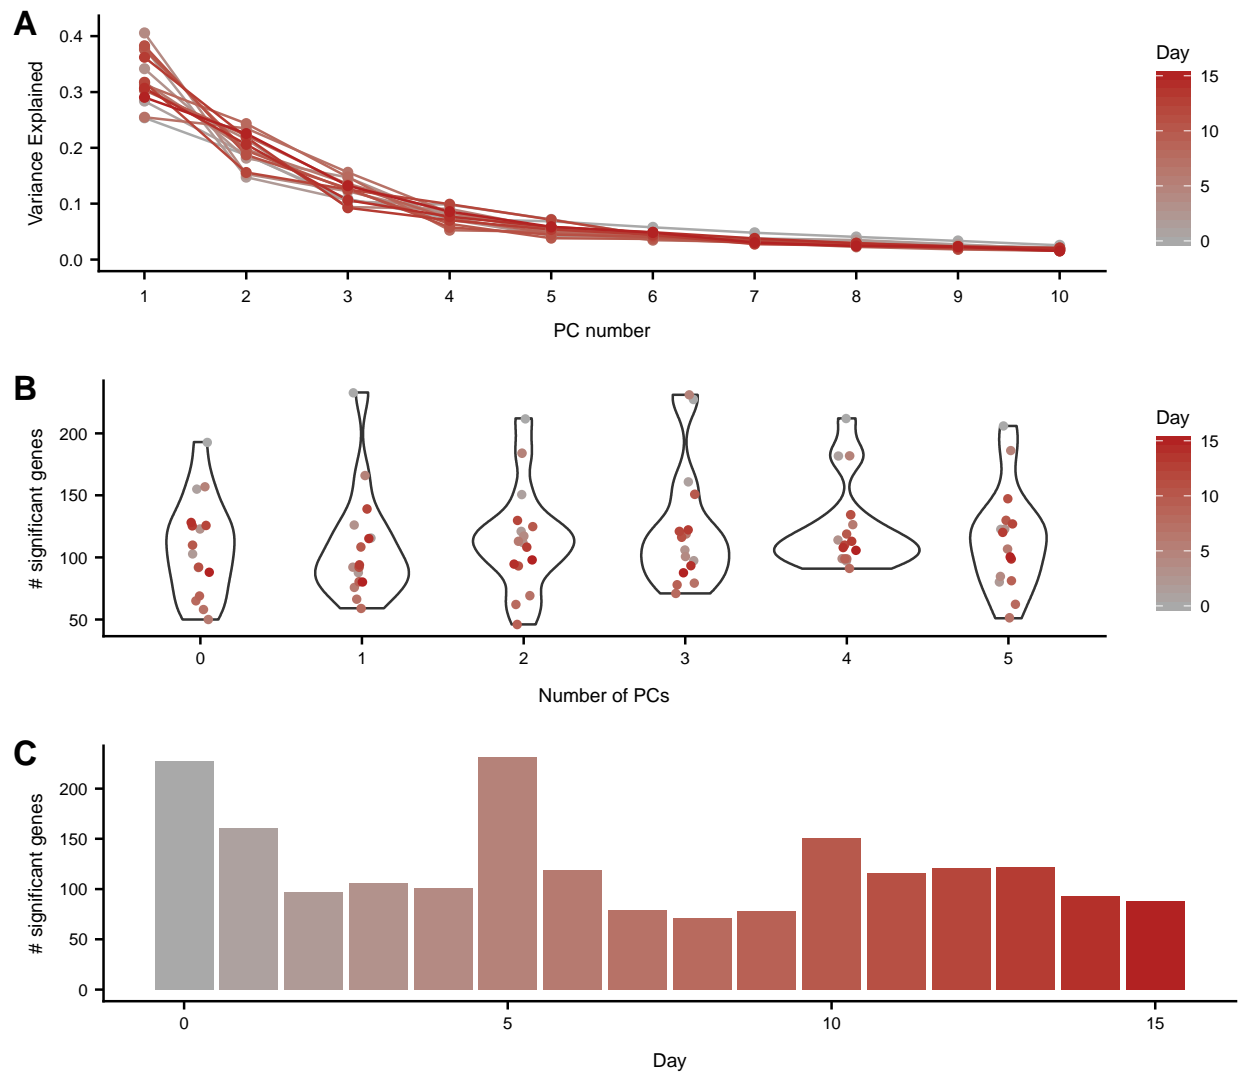 A
Variance Explained
0.4
0.3
0.2
0.1
0.0
1 2 3 4 5 6 7 8 9 10
PC number
Day
15
10
5
0
B
# significant genes
200
150
100
50
0 1 2 3 4 5
Number of PCs
Day
15
10
5
0
C
# significant genes
200
150
100
50
0
0 5 10 15
Day